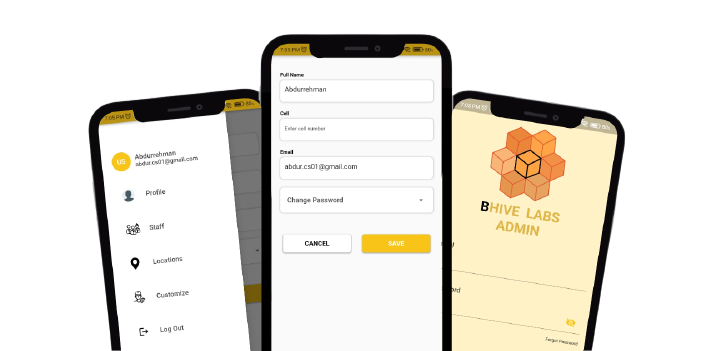 7:05 PM
US
Abdurrehman
abdur.cs01@gmail.com
Profile
Staff
Locations
Customize
Log Out
7:05 PM
Full Name
Abdurrehman
Cell
Enter cell number
Email
abdur.cs01@gmail.com
Change Password
CANCEL
SAVE
7:06 PM
BHIVE LABS
ADMIN
Forgot Password